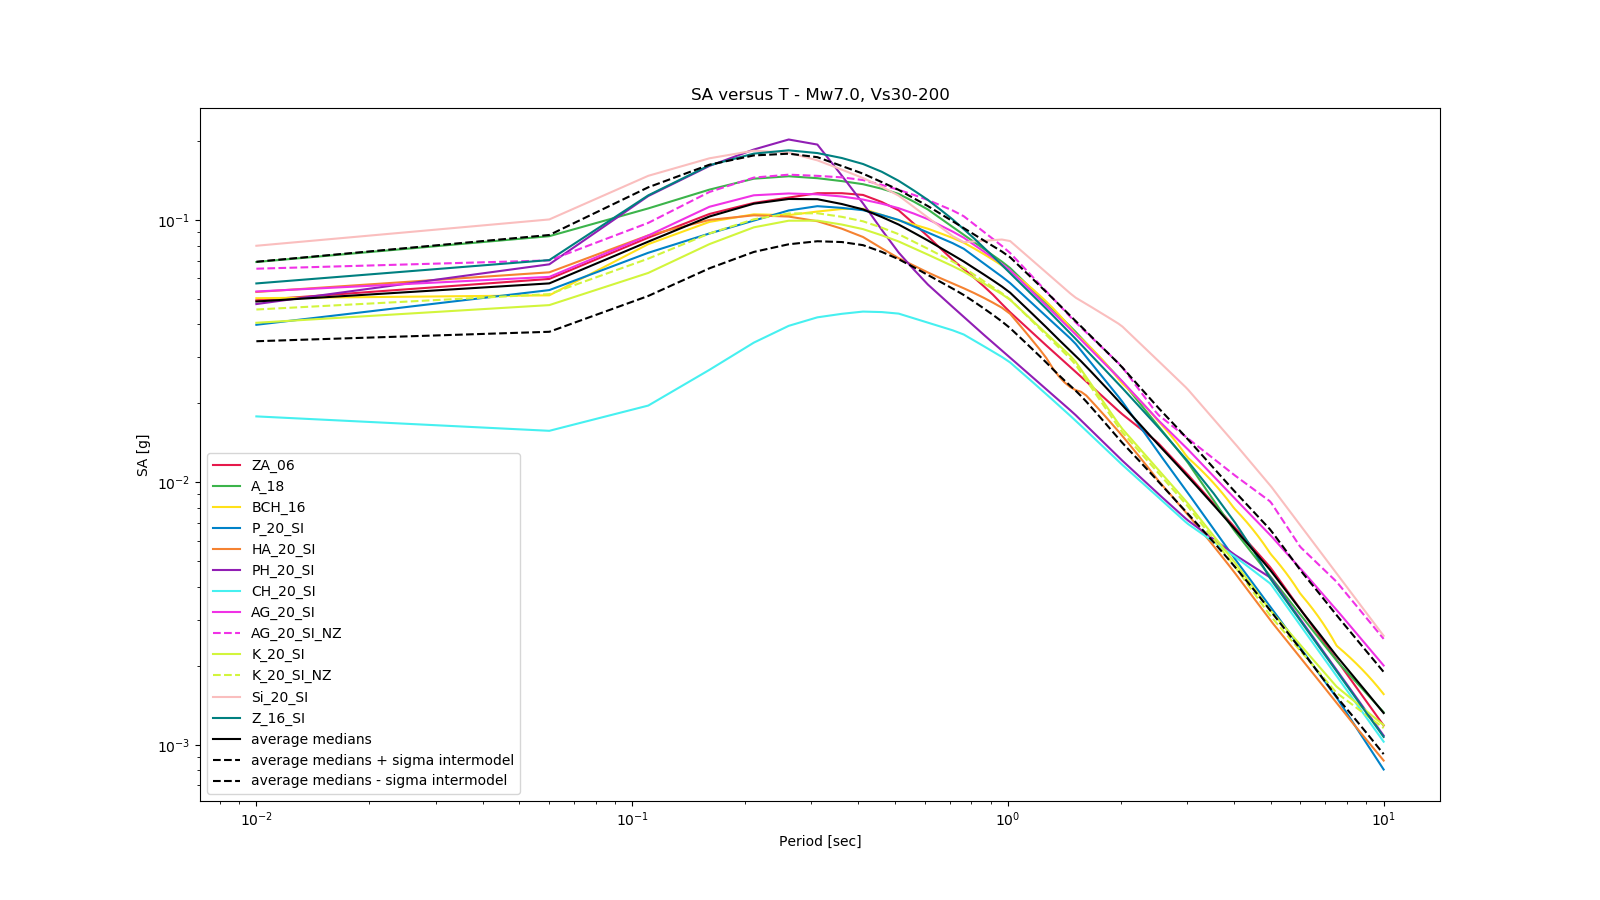 SA versus T - Mw7.0, Vs30-200
SA [g]
10⁻¹
10⁻²
10⁻³
ZA_06
A_18
BCH_16
P_20_SI
HA_20_SI
PH_20_SI
CH_20_SI
AG_20_SI
AG_20_SI_NZ
K_20_SI
K_20_SI_NZ
Si_20_SI
Z_16_SI
average medians
average medians + sigma intermodel
average medians - sigma intermodel
10⁻² 10⁻¹ 10⁰ 10¹
Period [sec]